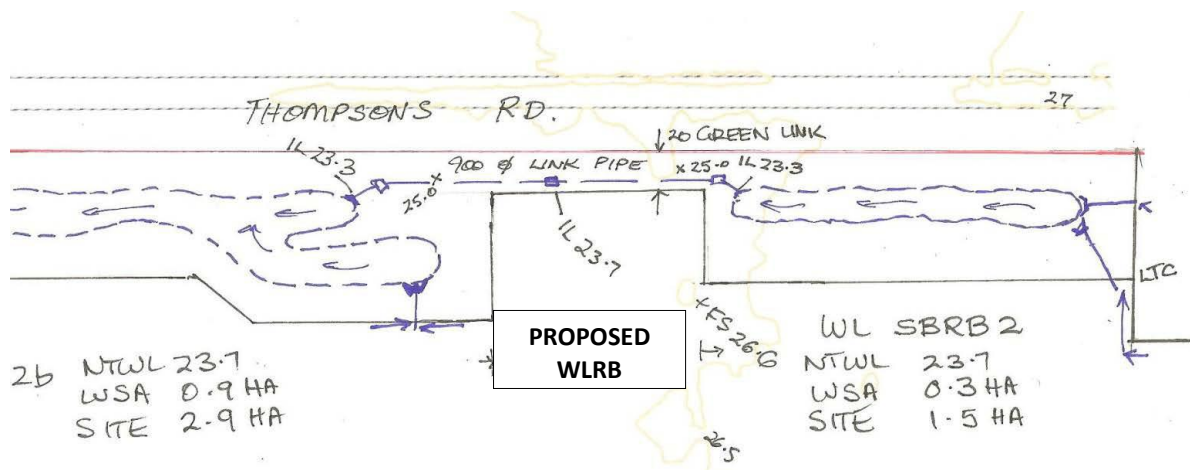 27
THOMPSONS RD.
20 GREEN LINK
IL 23.3
900 ø LINK PIPE
x 25.0
IL 23.3
25.0 x
IL 23.7
LTC
PROPOSED
WLRB
+FS 26.6
WL SBRB 2
NTWL 23.7
WSA 0.3 HA
SITE 1.5 HA
2b NTWL 23.7
WSA 0.9 HA
SITE 2.9 HA
26.5